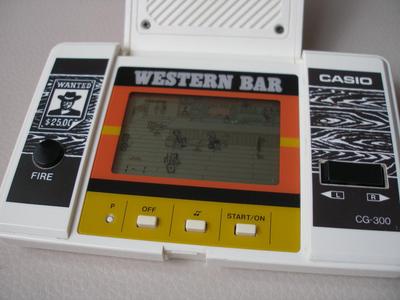 WESTERN BAR
WANTED
$25.00
FIRE
P
OFF
START/ON
CASIO
L
R
CG-300